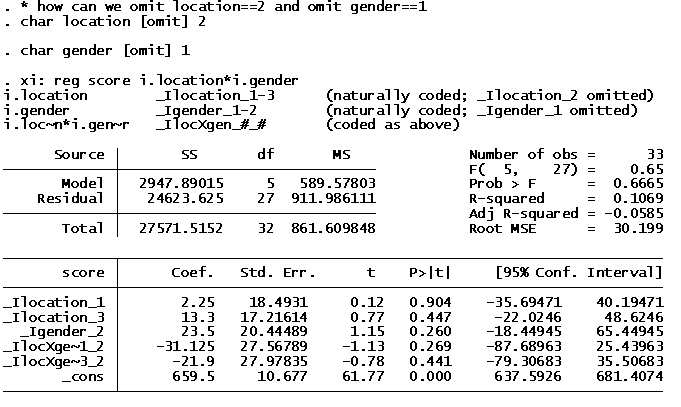 . * how can we omit location==2 and omit gender==1
. char location [omit] 2
. char gender [omit] 1
. xi: reg score i.location*i.gender
i.location _Ilocation_1-3 (naturally coded; _Ilocation_2 omitted)
i.gender _Igender_1-2 (naturally coded; _Igender_1 omitted)
i.loc~n*i.gen~r _IlocXgen_#_# (coded as above)
Source | SS df MS Number of obs = 33
F( 5, 27) = 0.65
Model | 2947.89015 5 589.57803 Prob > F = 0.6665
Residual | 24623.625 27 911.986111 R-squared = 0.1069
Adj R-squared = -0.0585
Total | 27571.5152 32 861.609848 Root MSE = 30.199
score | Coef. Std. Err. t P>|t| [95% Conf. Interval]
_Ilocation_1 | 2.25 18.4931 0.12 0.904 -35.69471 40.19471
_Ilocation_3 | 13.3 17.21614 0.77 0.447 -22.0246 48.6246
_Igender_2 | 23.5 20.44489 1.15 0.260 -18.44945 65.44945
_IlocXge~1_2 | -31.125 27.56789 -1.13 0.269 -87.68963 25.43963
_IlocXge~3_2 | -21.9 27.97835 -0.78 0.441 -79.30683 35.50683
_cons | 659.5 10.677 61.77 0.000 637.5926 681.4074